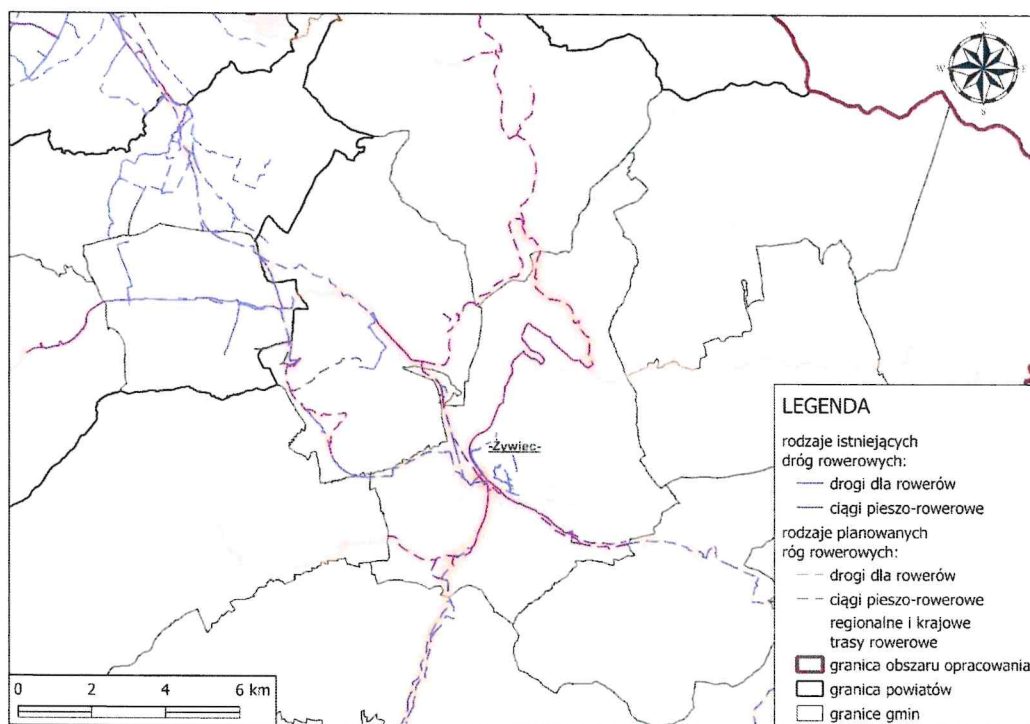 N
W
E
S
-Żywiec-
LEGENDA
rodzaje istniejących
dróg rowerowych:
drogi dla rowerów
ciągi pieszo-rowerowe
rodzaje planowanych
róg rowerowych:
drogi dla rowerów
ciągi pieszo-rowerowe
regionalne i krajowe
trasy rowerowe
granica obszaru opracowania
granica powiatów
granice gmin
0 2 4 6 km